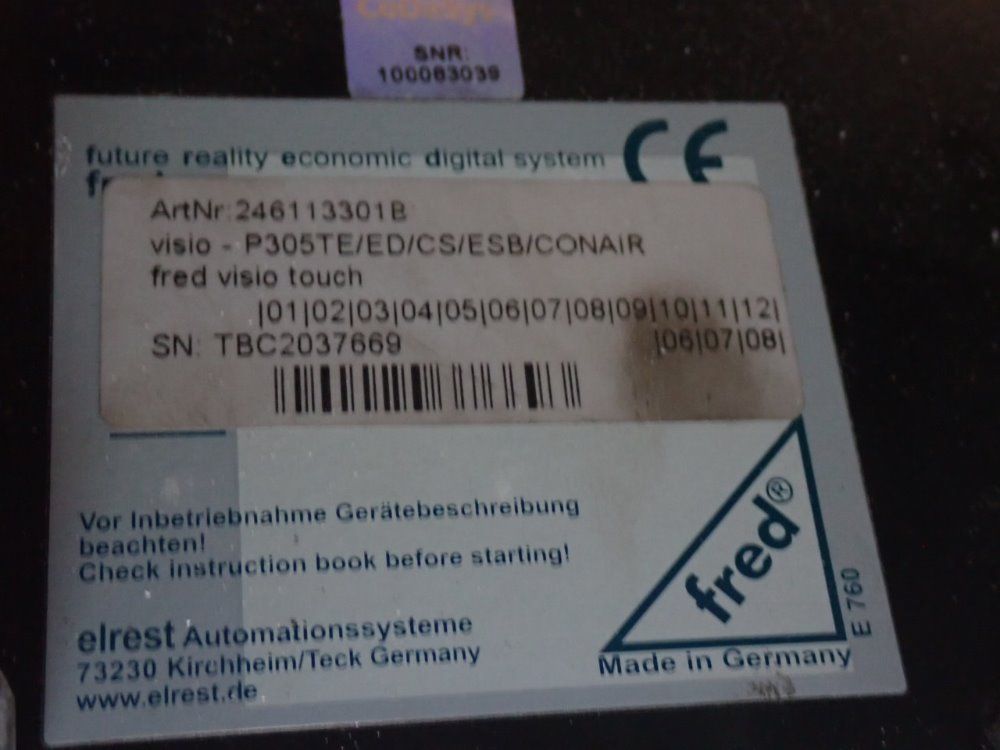 CoDeSys
SNR:
100083039
future reality economic digital system
CE
ArtNr:246113301B
visio - P305TE/ED/CS/ESB/CONAIR
fred visio touch
|01|02|03|04|05|06|07|08|09|10|11|12|
SN: TBC2037669 |06|07|08|
Vor Inbetriebnahme Gerätebeschreibung
beachten!
Check instruction book before starting!
elrest Automationssysteme
73230 Kirchheim/Teck Germany
www.elrest.de
fred®
E 760
Made in Germany